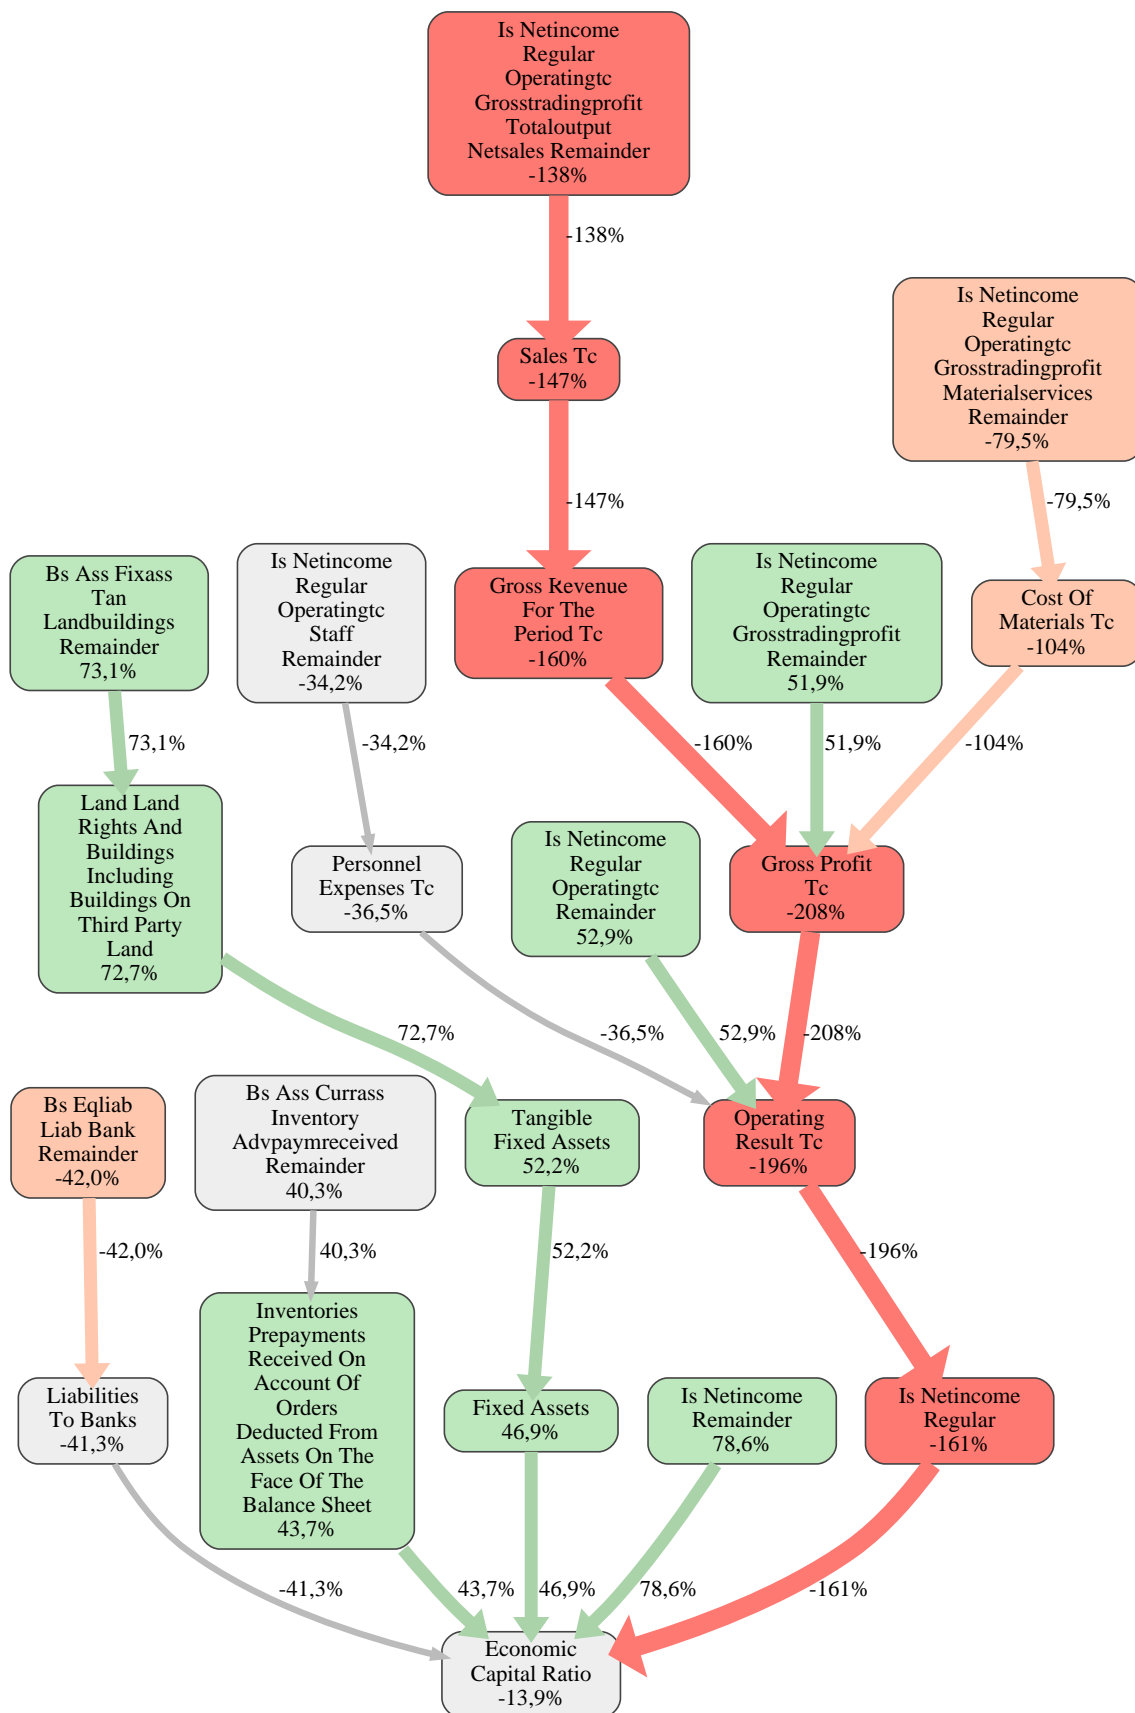 Is Netincome
Regular
Operatingtc
Grosstradingprofit
Totaloutput
Netsales Remainder
-138%
-138%
Is Netincome
Regular
Operatingtc
Grosstradingprofit
Materialservices
Remainder
-79,5%
Sales Tc
-147%
-147%
-79,5%
Bs Ass Fixass
Tan
Landbuildings
Remainder
73,1%
Is Netincome
Regular
Operatingtc
Staff
Remainder
-34,2%
Gross Revenue
For The
Period Tc
-160%
Is Netincome
Regular
Operatingtc
Grosstradingprofit
Remainder
51,9%
Cost Of
Materials Tc
-104%
73,1%
-34,2%
-160%
51,9%
-104%
Land Land
Rights And
Buildings
Including
Buildings On
Third Party
Land
72,7%
Personnel
Expenses Tc
-36,5%
Is Netincome
Regular
Operatingtc
Remainder
52,9%
Gross Profit
Tc
-208%
72,7%
-36,5%
52,9%
-208%
Bs Eqliab
Liab Bank
Remainder
-42,0%
Bs Ass Currass
Inventory
Advpaymreceived
Remainder
40,3%
Tangible
Fixed Assets
52,2%
Operating
Result Tc
-196%
-42,0%
40,3%
52,2%
-196%
Liabilities
To Banks
-41,3%
Inventories
Prepayments
Received On
Account Of
Orders
Deducted From
Assets On The
Face Of The
Balance Sheet
43,7%
Fixed Assets
46,9%
Is Netincome
Remainder
78,6%
Is Netincome
Regular
-161%
-41,3%
43,7%
46,9%
78,6%
-161%
Economic
Capital Ratio
-13,9%